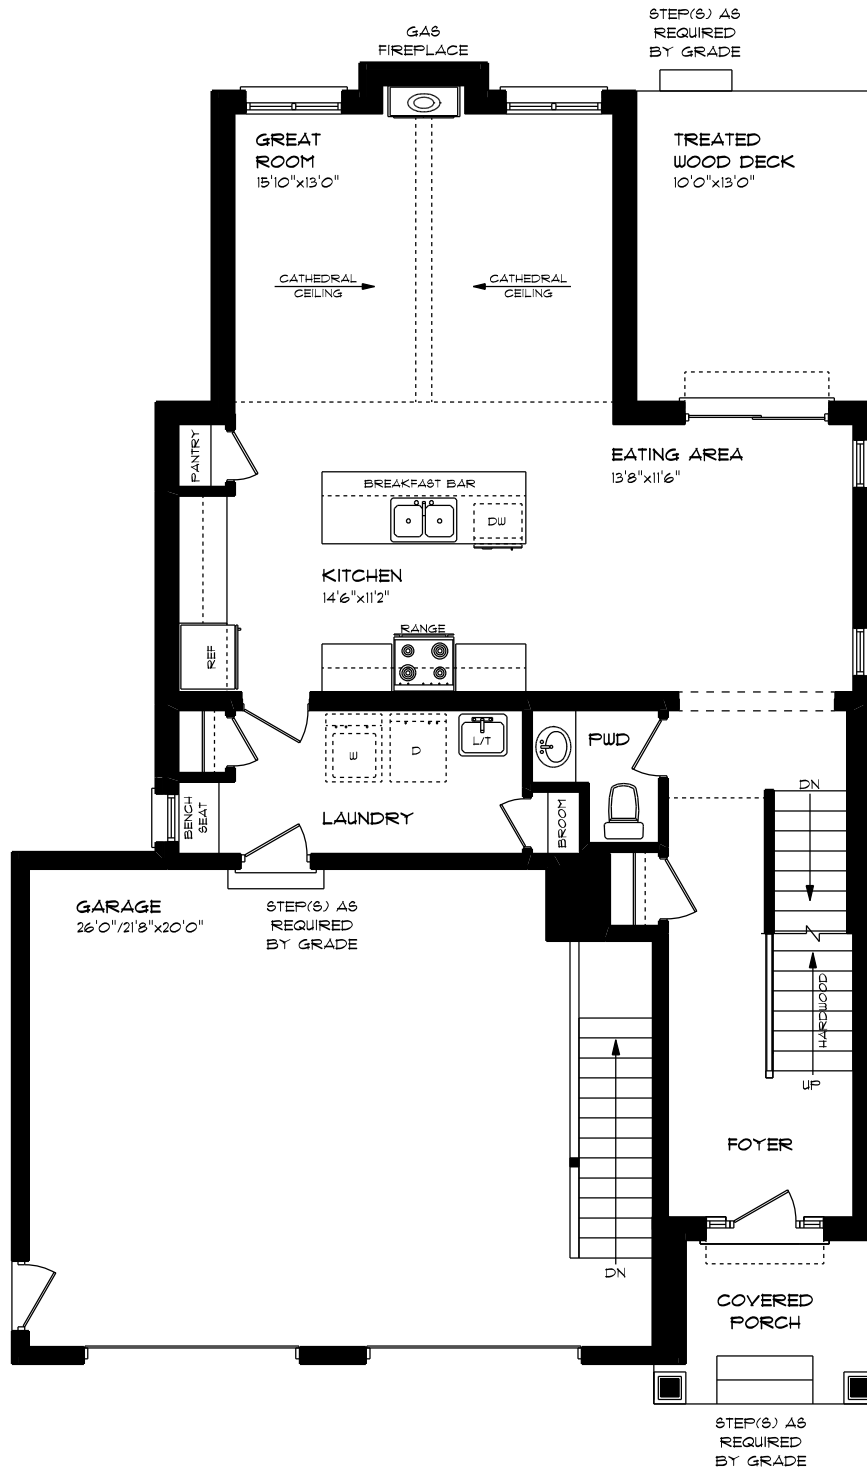 GAS
FIREPLACE
STEP(S) AS
REQUIRED
BY GRADE
GREAT
ROOM
15'10"x13'0"
TREATED
WOOD DECK
10'0"x13'0"
CATHEDRAL
CEILING
CATHEDRAL
CEILING
PANTRY
EATING AREA
13'8"x11'6"
BREAKFAST BAR
DW
KITCHEN
14'6"x11'2"
RANGE
REF
L/T
PWD
W
D
DN
BENCH
SEAT
LAUNDRY
BROOM
GARAGE
26'0"/21'8"x20'0"
STEP(S) AS
REQUIRED
BY GRADE
HARDWOOD
UP
FOYER
DN
COVERED
PORCH
STEP(S) AS
REQUIRED
BY GRADE